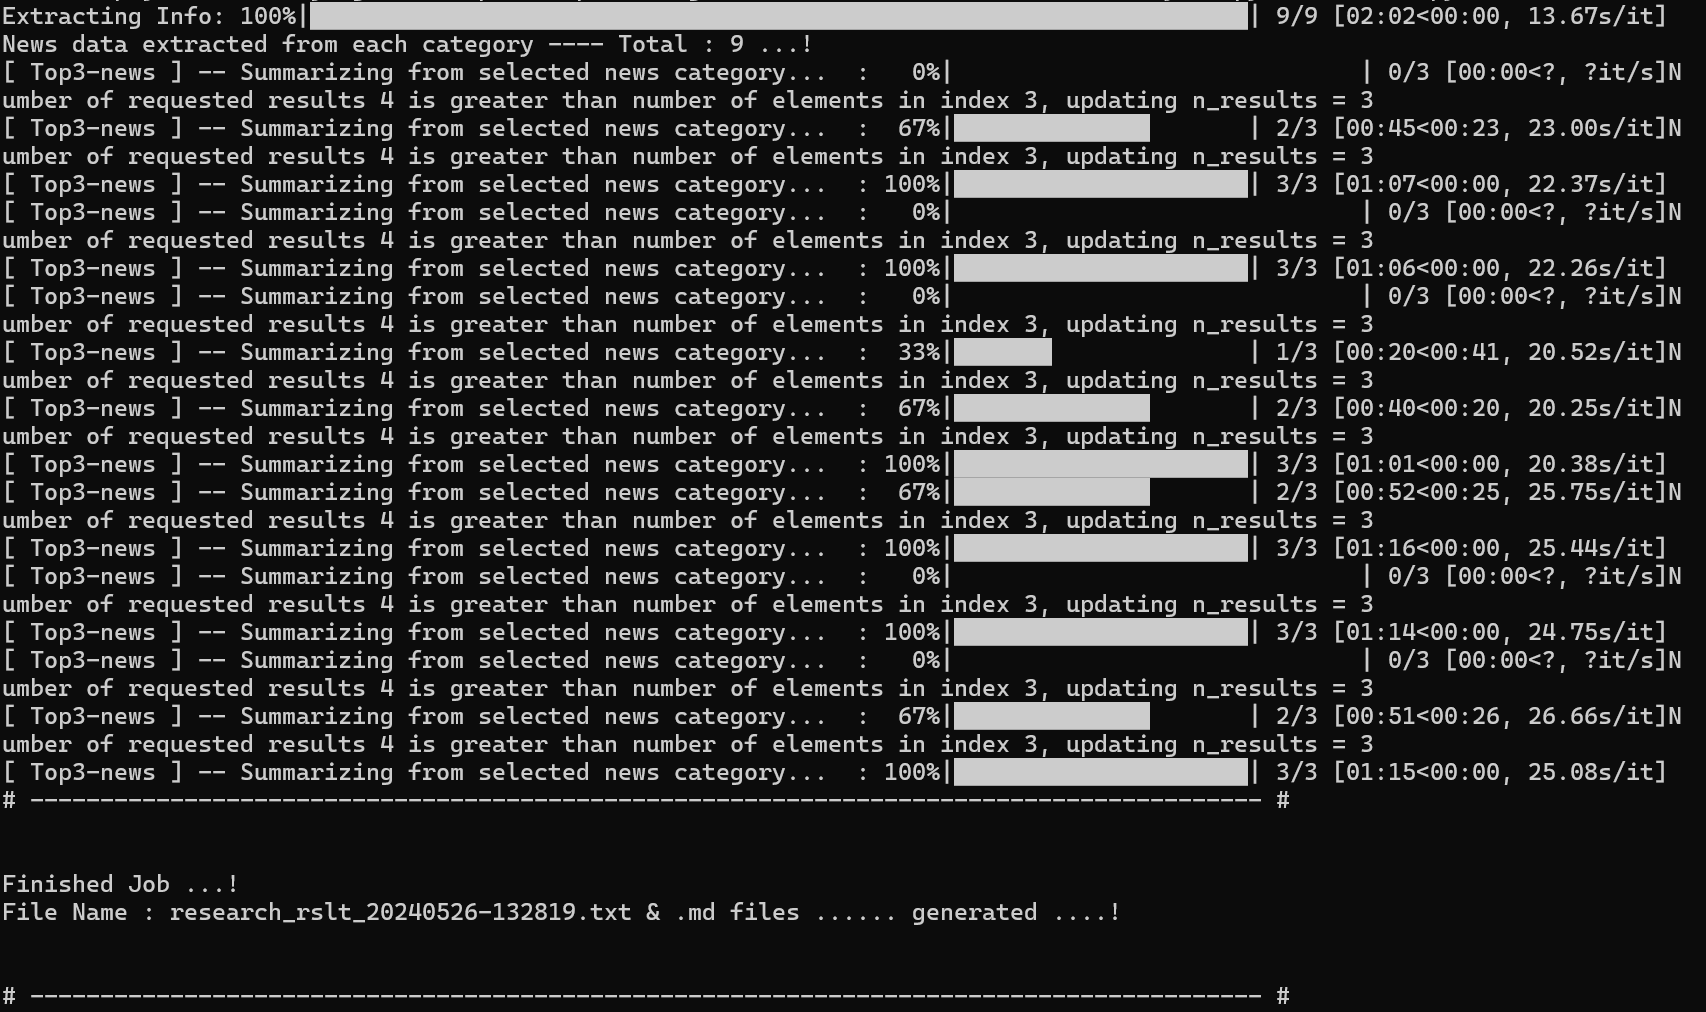 Extracting Info: 100%|██████████| 9/9 [02:02<00:00, 13.67s/it]
News data extracted from each category ---- Total : 9 ...!
[ Top3-news ] -- Summarizing from selected news category...  :   0%| | 0/3 [00:00<?, ?it/s]N
umber of requested results 4 is greater than number of elements in index 3, updating n_results = 3
[ Top3-news ] -- Summarizing from selected news category...  :  67%|██████ | 2/3 [00:45<00:23, 23.00s/it]N
umber of requested results 4 is greater than number of elements in index 3, updating n_results = 3
[ Top3-news ] -- Summarizing from selected news category...  : 100%|██████████| 3/3 [01:07<00:00, 22.37s/it]
[ Top3-news ] -- Summarizing from selected news category...  :   0%| | 0/3 [00:00<?, ?it/s]N
umber of requested results 4 is greater than number of elements in index 3, updating n_results = 3
[ Top3-news ] -- Summarizing from selected news category...  : 100%|██████████| 3/3 [01:06<00:00, 22.26s/it]
[ Top3-news ] -- Summarizing from selected news category...  :   0%| | 0/3 [00:00<?, ?it/s]N
umber of requested results 4 is greater than number of elements in index 3, updating n_results = 3
[ Top3-news ] -- Summarizing from selected news category...  :  33%|███ | 1/3 [00:20<00:41, 20.52s/it]N
umber of requested results 4 is greater than number of elements in index 3, updating n_results = 3
[ Top3-news ] -- Summarizing from selected news category...  :  67%|██████ | 2/3 [00:40<00:20, 20.25s/it]N
umber of requested results 4 is greater than number of elements in index 3, updating n_results = 3
[ Top3-news ] -- Summarizing from selected news category...  : 100%|██████████| 3/3 [01:01<00:00, 20.38s/it]
[ Top3-news ] -- Summarizing from selected news category...  :  67%|██████ | 2/3 [00:52<00:25, 25.75s/it]N
umber of requested results 4 is greater than number of elements in index 3, updating n_results = 3
[ Top3-news ] -- Summarizing from selected news category...  : 100%|██████████| 3/3 [01:16<00:00, 25.44s/it]
[ Top3-news ] -- Summarizing from selected news category...  :   0%| | 0/3 [00:00<?, ?it/s]N
umber of requested results 4 is greater than number of elements in index 3, updating n_results = 3
[ Top3-news ] -- Summarizing from selected news category...  : 100%|██████████| 3/3 [01:14<00:00, 24.75s/it]
[ Top3-news ] -- Summarizing from selected news category...  :   0%| | 0/3 [00:00<?, ?it/s]N
umber of requested results 4 is greater than number of elements in index 3, updating n_results = 3
[ Top3-news ] -- Summarizing from selected news category...  :  67%|██████ | 2/3 [00:51<00:26, 26.66s/it]N
umber of requested results 4 is greater than number of elements in index 3, updating n_results = 3
[ Top3-news ] -- Summarizing from selected news category...  : 100%|██████████| 3/3 [01:15<00:00, 25.08s/it]
# ---------------------------------------------------------------------------------------- #
Finished Job ...!
File Name : research_rslt_20240526-132819.txt & .md files ...... generated ....!
# ---------------------------------------------------------------------------------------- #